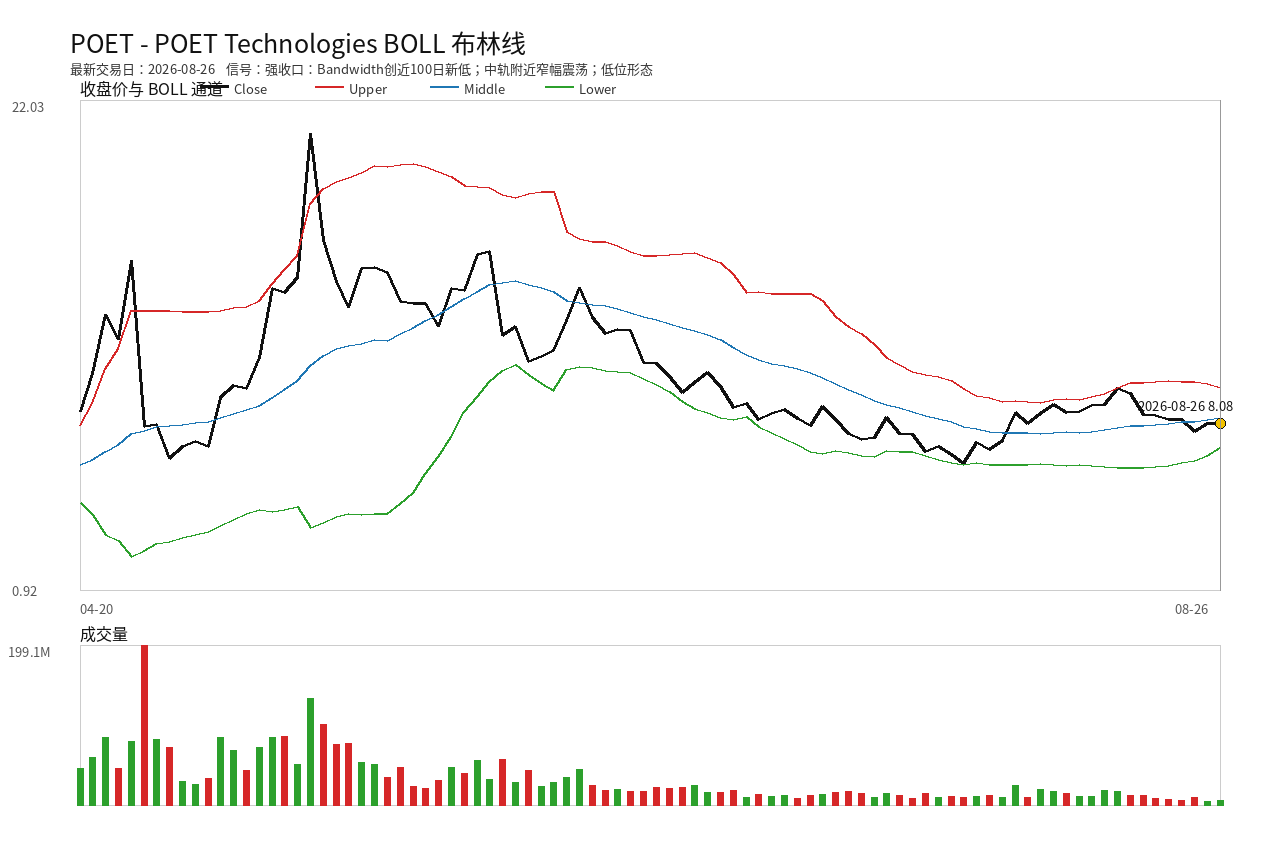 POET - POET Technologies BOLL 布林线
最新交易日：2026-08-26 信号：强收口：Bandwidth创近100日新低；中轨附近窄幅震荡；低位形态
收盘价与 BOLL 通道 Close Upper Middle Lower
22.03
2026-08-26 8.08
0.92
04-20 08-26
成交量
199.1M